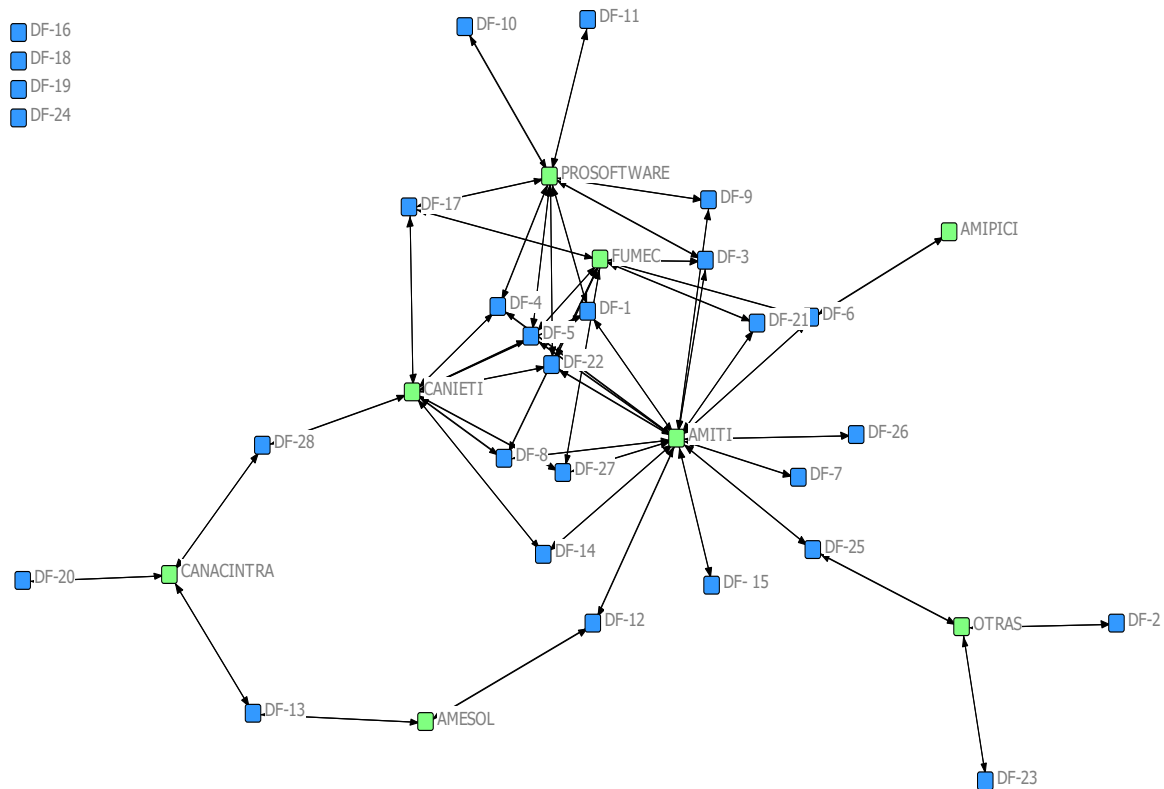 DF-10
DF-11
DF-16
DF-18
DF-19
DF-24
PROSOFTWARE
DF-9
DF-17
AMIPICI
FUMEC
DF-3
DF-4
DF-1
DF-21
DF-6
DF-5
DF-22
CANIETI
AMITI
DF-26
DF-28
DF-8
DF-27
DF-7
DF-14
DF-25
CANACINTRA
DF-20
DF- 15
DF-12
OTRAS
DF-2
DF-13
AMESOL
DF-23